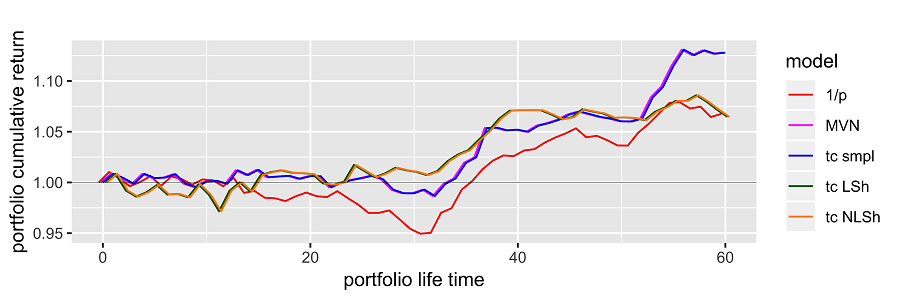 portfolio cumulative return
1.10
1.05
1.00
0.95
0
20
40
60
portfolio life time
model
1/p
MVN
tc smpl
tc LSh
tc NLSh